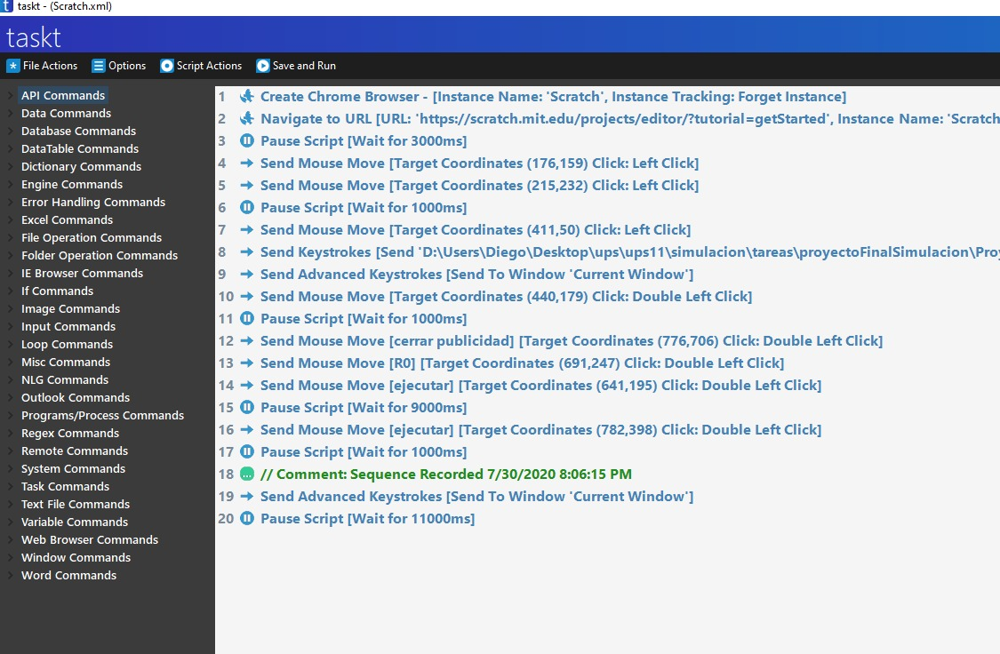 taskt - (Scratch.xml)
taskt
File Actions Options Script Actions Save and Run
API Commands
Data Commands
Database Commands
DataTable Commands
Dictionary Commands
Engine Commands
Error Handling Commands
Excel Commands
File Operation Commands
Folder Operation Commands
IE Browser Commands
If Commands
Image Commands
Input Commands
Loop Commands
Misc Commands
NLG Commands
Outlook Commands
Programs/Process Commands
Regex Commands
Remote Commands
System Commands
Task Commands
Text File Commands
Variable Commands
Web Browser Commands
Window Commands
Word Commands
1 Create Chrome Browser - [Instance Name: 'Scratch', Instance Tracking: Forget Instance]
2 Navigate to URL [URL: 'https://scratch.mit.edu/projects/editor/?tutorial=getStarted', Instance Name: 'Scratch
3 Pause Script [Wait for 3000ms]
4 Send Mouse Move [Target Coordinates (176,159) Click: Left Click]
5 Send Mouse Move [Target Coordinates (215,232) Click: Left Click]
6 Pause Script [Wait for 1000ms]
7 Send Mouse Move [Target Coordinates (411,50) Click: Left Click]
8 Send Keystrokes [Send 'D:\Users\Diego\Desktop\ups\ups11\simulacion\tareas\proyectoFinalSimulacion\Proy
9 Send Advanced Keystrokes [Send To Window 'Current Window']
10 Send Mouse Move [Target Coordinates (440,179) Click: Double Left Click]
11 Pause Script [Wait for 1000ms]
12 Send Mouse Move [cerrar publicidad] [Target Coordinates (776,706) Click: Double Left Click]
13 Send Mouse Move [R0] [Target Coordinates (691,247) Click: Double Left Click]
14 Send Mouse Move [ejecutar] [Target Coordinates (641,195) Click: Double Left Click]
15 Pause Script [Wait for 9000ms]
16 Send Mouse Move [ejecutar] [Target Coordinates (782,398) Click: Double Left Click]
17 Pause Script [Wait for 1000ms]
18 // Comment: Sequence Recorded 7/30/2020 8:06:15 PM
19 Send Advanced Keystrokes [Send To Window 'Current Window']
20 Pause Script [Wait for 11000ms]